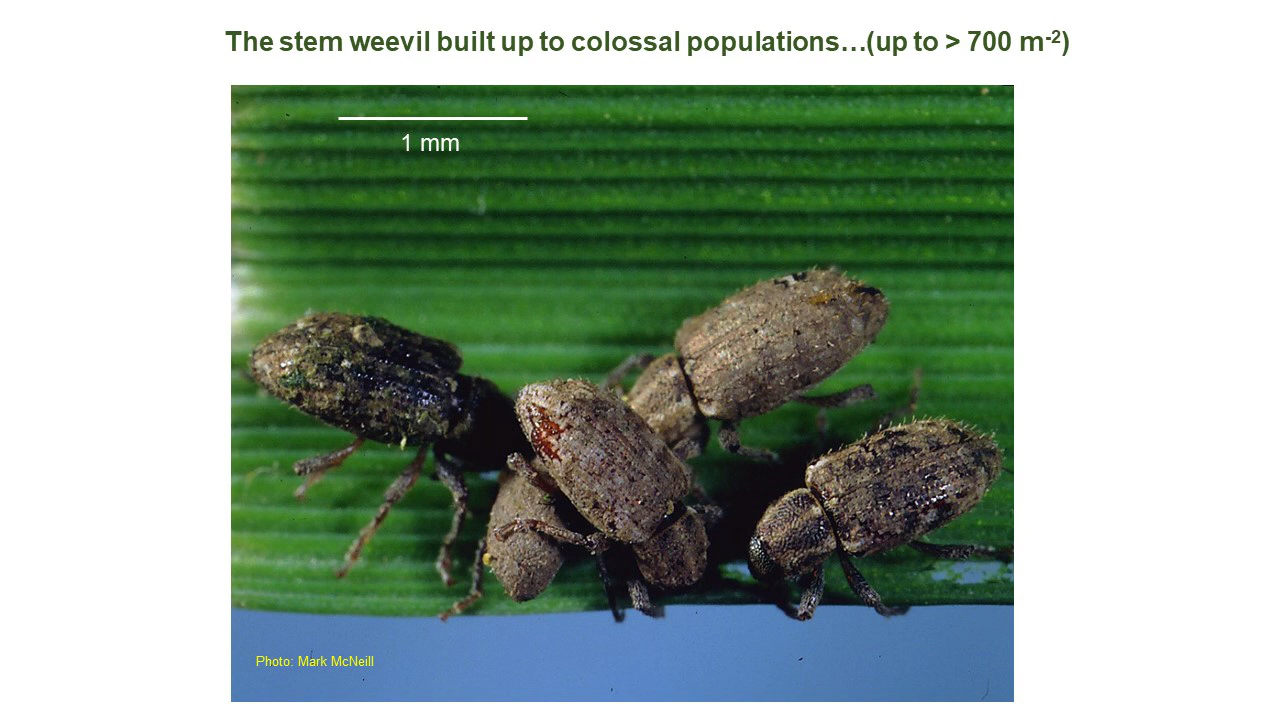 The stem weevil built up to colossal populations…(up to > 700 m-2)
1 mm
Photo: Mark McNeill